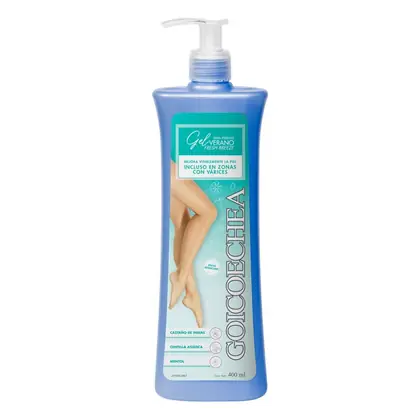 Gel
VERANO
FRESH BREEZE
INCLUSO EN ZONAS
CON VÁRICES
GOICOECHEA
CASTAÑO DE INDIAS
CENTELLA ASIÁTICA
MENTOL
400 ml